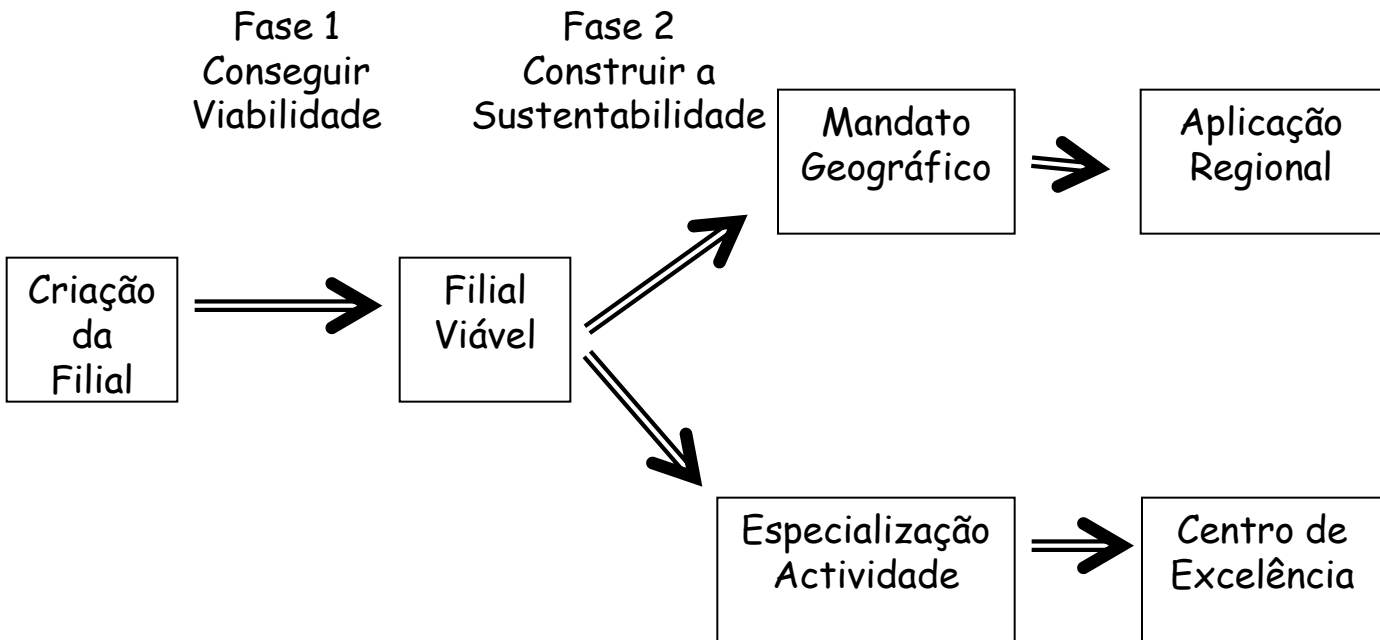 Fase 1
Conseguir
Viabilidade
Fase 2
Construir a
Sustentabilidade
Mandato
Geográfico
Aplicação
Regional
Criação
da
Filial
Filial
Viável
Especialização
Actividade
Centro de
Excelência